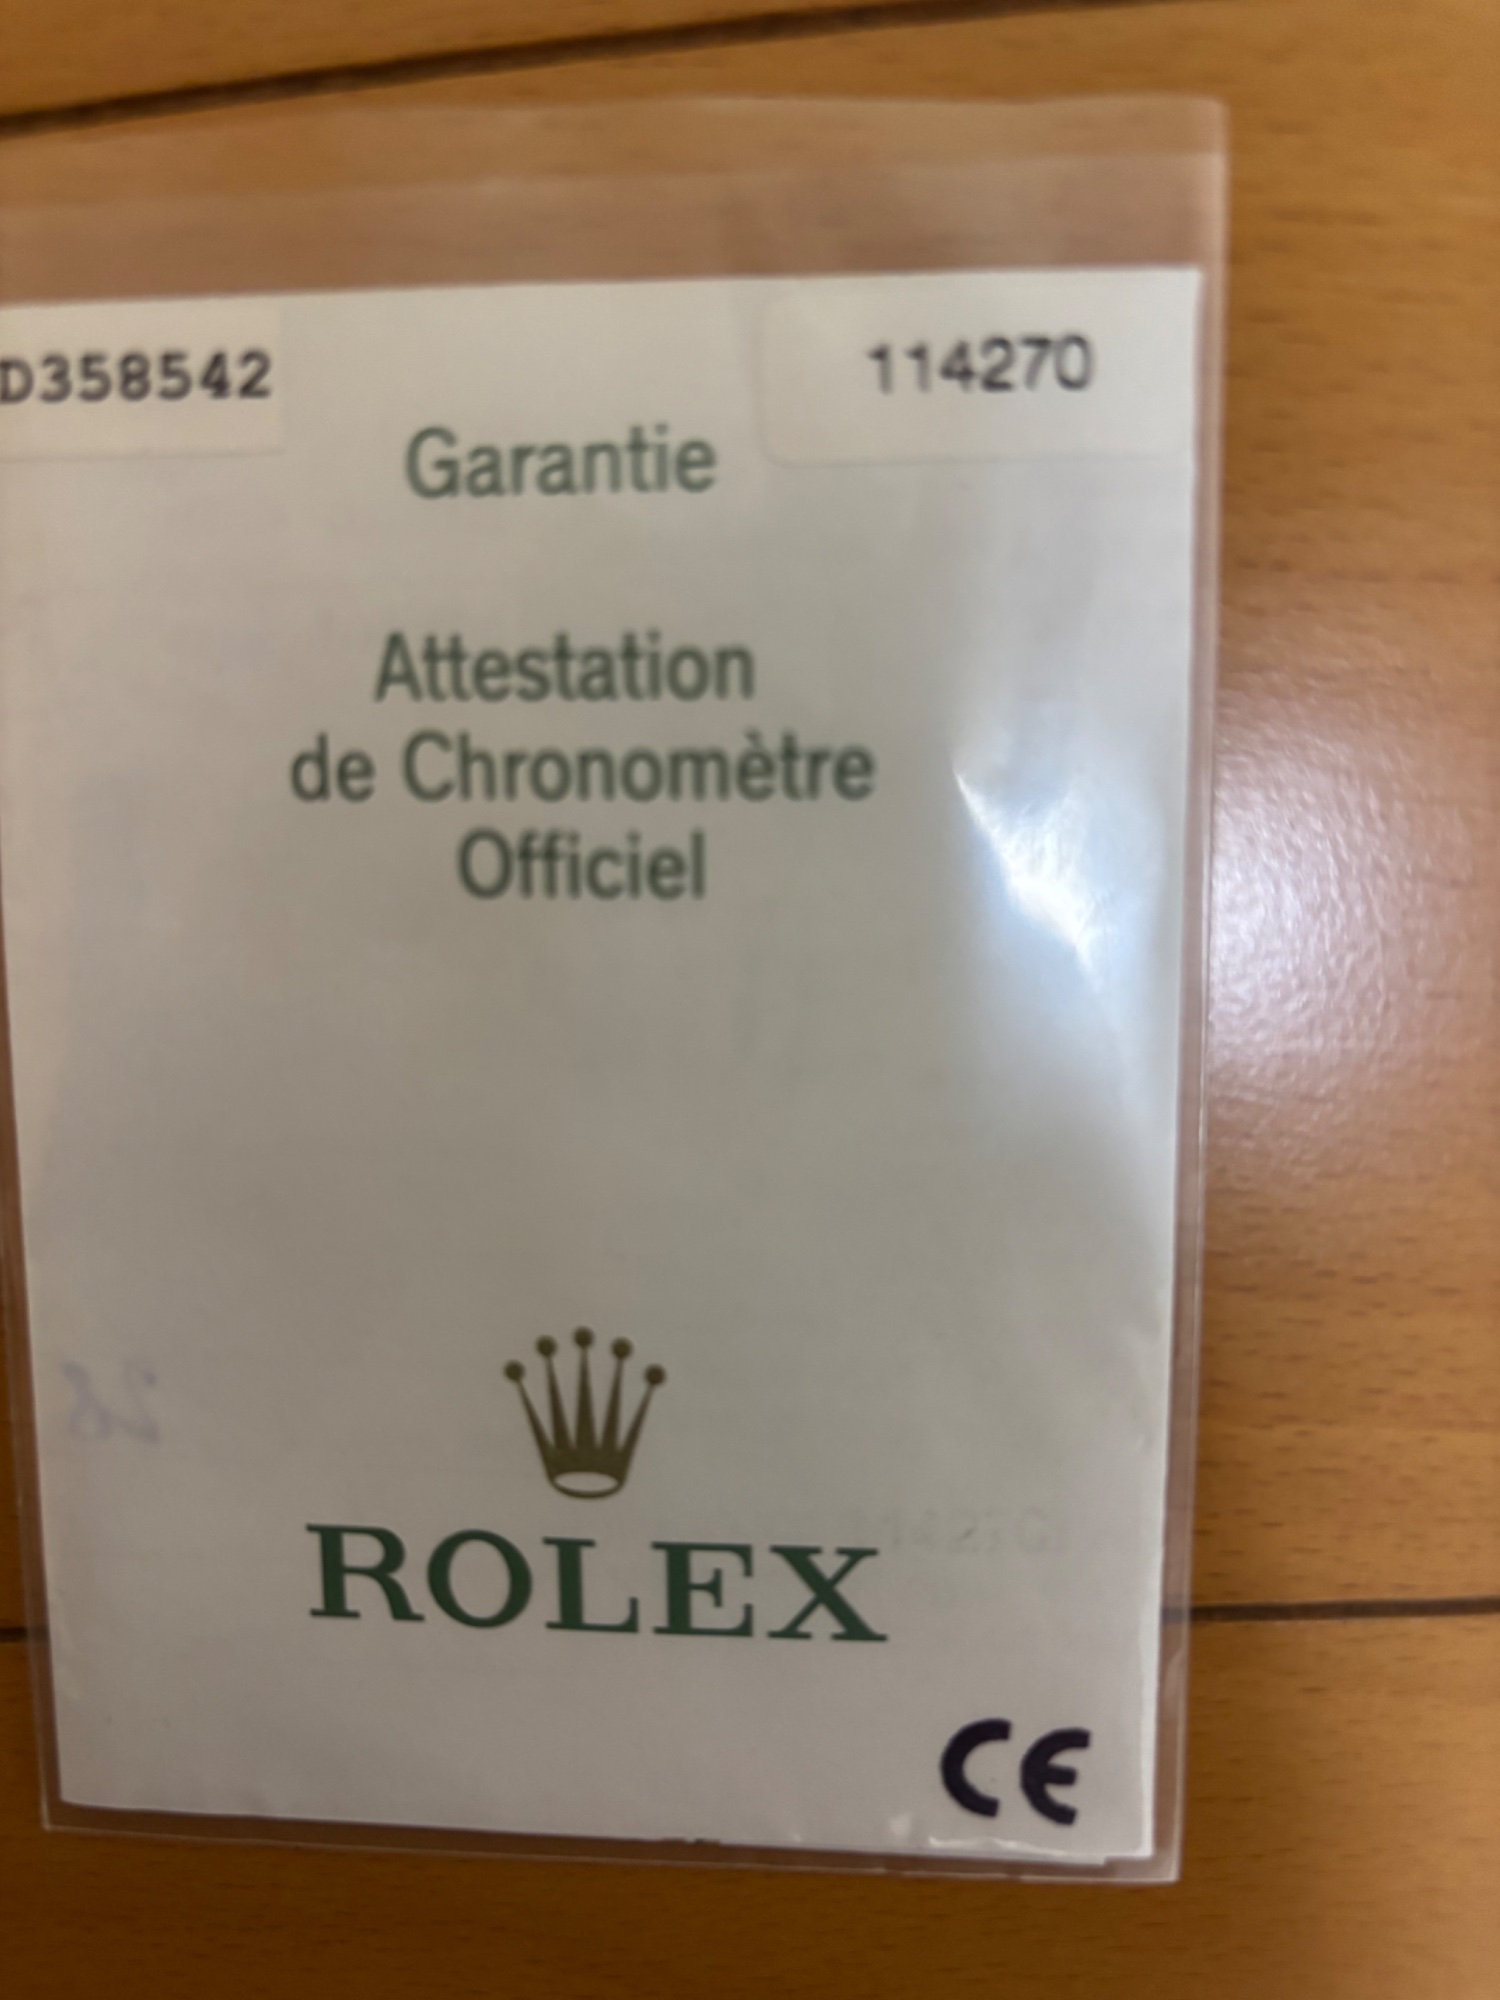 D358542
114270
Garantie
Attestation
de Chronomètre
Officiel
ROLEX
CE